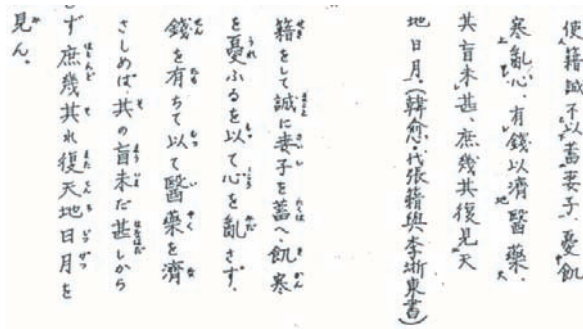 使籍誠不以蓄妻子、憂飢
寒亂心、有錢以濟醫藥、
其盲未甚、庶幾其復見天
地日月。(韓愈・代張籍與李浙東書)
籍をして誠に妻子を蓄へ、飢寒
を憂ふるを以て心を亂さず、
錢を有ちて以て醫藥を濟
さしめば、其の盲未だ甚しから
ず庶幾其れ復天地日月を
見ん。